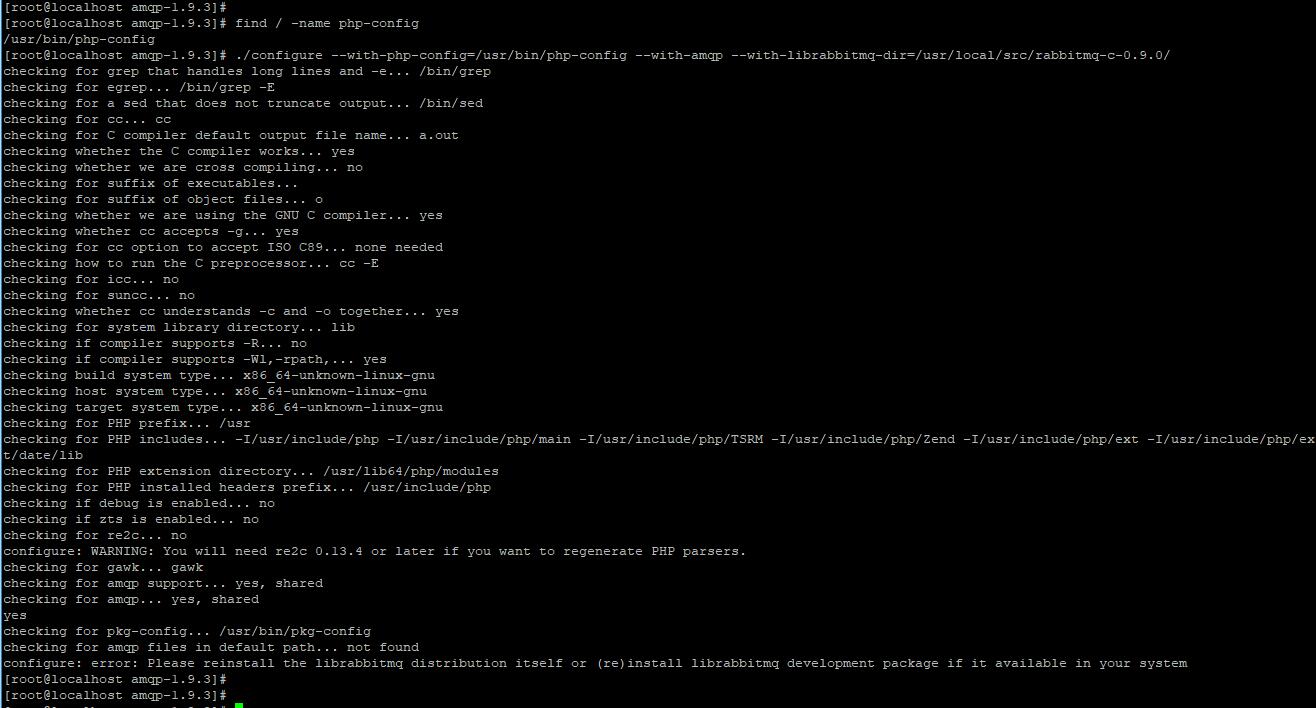 [root@localhost amqp-1.9.3]#
[root@localhost amqp-1.9.3]# find / -name php-config
/usr/bin/php-config
[root@localhost amqp-1.9.3]# ./configure --with-php-config=/usr/bin/php-config --with-amqp --with-librabbitmq-dir=/usr/local/src/rabbitmq-c-0.9.0/
checking for grep that handles long lines and -e... /bin/grep
checking for egrep... /bin/grep -E
checking for a sed that does not truncate output... /bin/sed
checking for cc... cc
checking for C compiler default output file name... a.out
checking whether the C compiler works... yes
checking whether we are cross compiling... no
checking for suffix of executables...
checking for suffix of object files... o
checking whether we are using the GNU C compiler... yes
checking whether cc accepts -g... yes
checking for cc option to accept ISO C89... none needed
checking how to run the C preprocessor... cc -E
checking for icc... no
checking for suncc... no
checking whether cc understands -c and -o together... yes
checking for system library directory... lib
checking if compiler supports -R... no
checking if compiler supports -Wl,-rpath,... yes
checking build system type... x86_64-unknown-linux-gnu
checking host system type... x86_64-unknown-linux-gnu
checking target system type... x86_64-unknown-linux-gnu
checking for PHP prefix... /usr
checking for PHP includes... -I/usr/include/php -I/usr/include/php/main -I/usr/include/php/TSRM -I/usr/include/php/Zend -I/usr/include/php/ext -I/usr/include/php/ex
t/date/lib
checking for PHP extension directory... /usr/lib64/php/modules
checking for PHP installed headers prefix... /usr/include/php
checking if debug is enabled... no
checking if zts is enabled... no
checking for re2c... no
configure: WARNING: You will need re2c 0.13.4 or later if you want to regenerate PHP parsers.
checking for gawk... gawk
checking for amqp support... yes, shared
checking for amqp... yes, shared
yes
checking for pkg-config... /usr/bin/pkg-config
checking for amqp files in default path... not found
configure: error: Please reinstall the librabbitmq distribution itself or (re)install librabbitmq development package if it available in your system
[root@localhost amqp-1.9.3]#
[root@localhost amqp-1.9.3]#